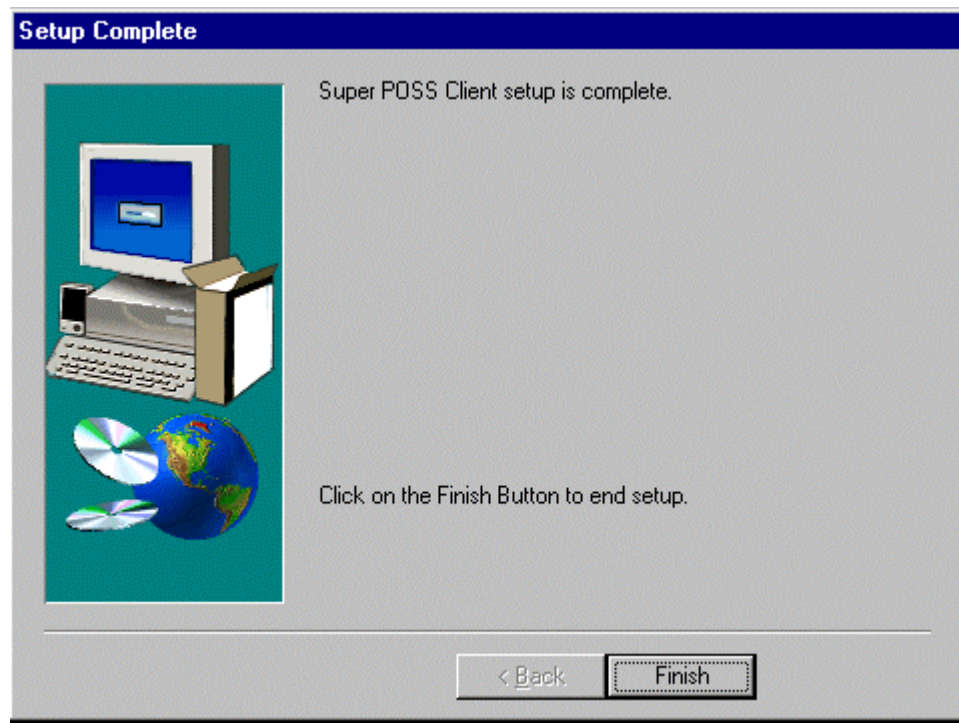 Setup Complete
Super POSS Client setup is complete.
Click on the Finish Button to end setup.
< Back
Finish